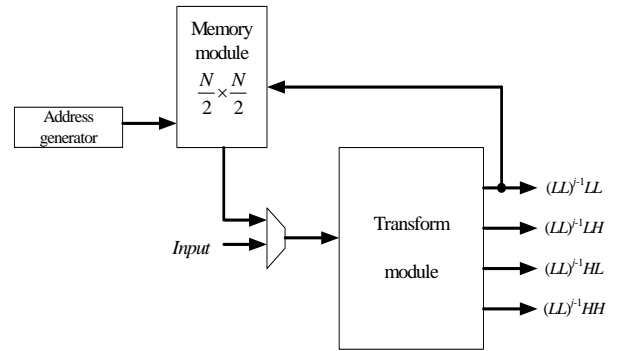 Memory
module
N/2 × N/2
Address
generator
Transform
module
Input
(LL)^{i-1}LL
(LL)^{i-1}LH
(LL)^{i-1}HL
(LL)^{i-1}HH